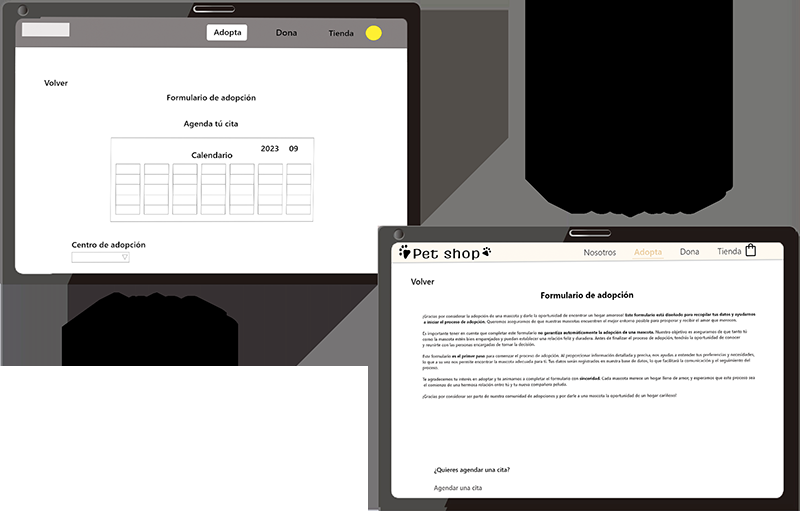 Adopta
Dona
Tienda
Volver
Formulario de adopción
Agenda tú cita
Calendario
2023 09
Centro de adopción
Pet shop
Nosotros
Adopta
Dona
Tienda
Volver
Formulario de adopción
¡Gracias por considerar la adopción de una mascota y darle la oportunidad de encontrar un hogar amoroso! Este formulario está diseñado para recopilar tus datos y ayudarnos
a iniciar el proceso de adopción. Queremos asegurarnos de que nuestras mascotas encuentren el mejor entorno posible para prosperar y recibir el amor que merecen.
Es importante tener en cuenta que completar este formulario no garantiza automáticamente la adopción de una mascota. Nuestro objetivo es asegurarnos de que tanto tú
como la mascota estén bien emparejados y puedan establecer una relación feliz y duradera. Antes de finalizar el proceso de adopción, tendrás la oportunidad de conocer
y reunirte con las personas encargadas de tomar la decisión.
Este formulario es el primer paso para comenzar el proceso de adopción. Al proporcionar información detallada y precisa, nos ayudas a entender tus preferencias y necesidades,
lo que a su vez nos permite encontrar la mascota adecuada para ti. Tus datos serán registrados en nuestra base de datos, lo que facilitará la comunicación y el seguimiento del
proceso.
Te agradecemos tu interés en adoptar y te animamos a completar el formulario con sinceridad. Cada mascota merece un hogar lleno de amor, y esperamos que este proceso sea
el comienzo de una hermosa relación entre tú y tu nuevo compañero peludo.
¡Gracias por considerar ser parte de nuestra comunidad de adopciones y por darle a una mascota la oportunidad de un hogar cariñoso!
¿Quieres agendar una cita?
Agendar una cita